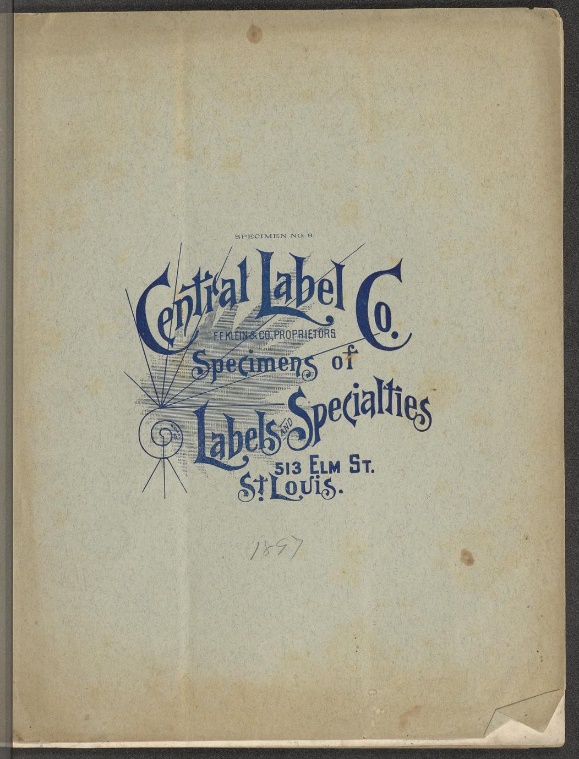 SPECIMEN No. 8.
Central Label Co.
F.F. KLEIN & CO. PROPRIETORS
Specimens of
Labels AND Specialties
513 ELM ST.
St. Louis.
1897